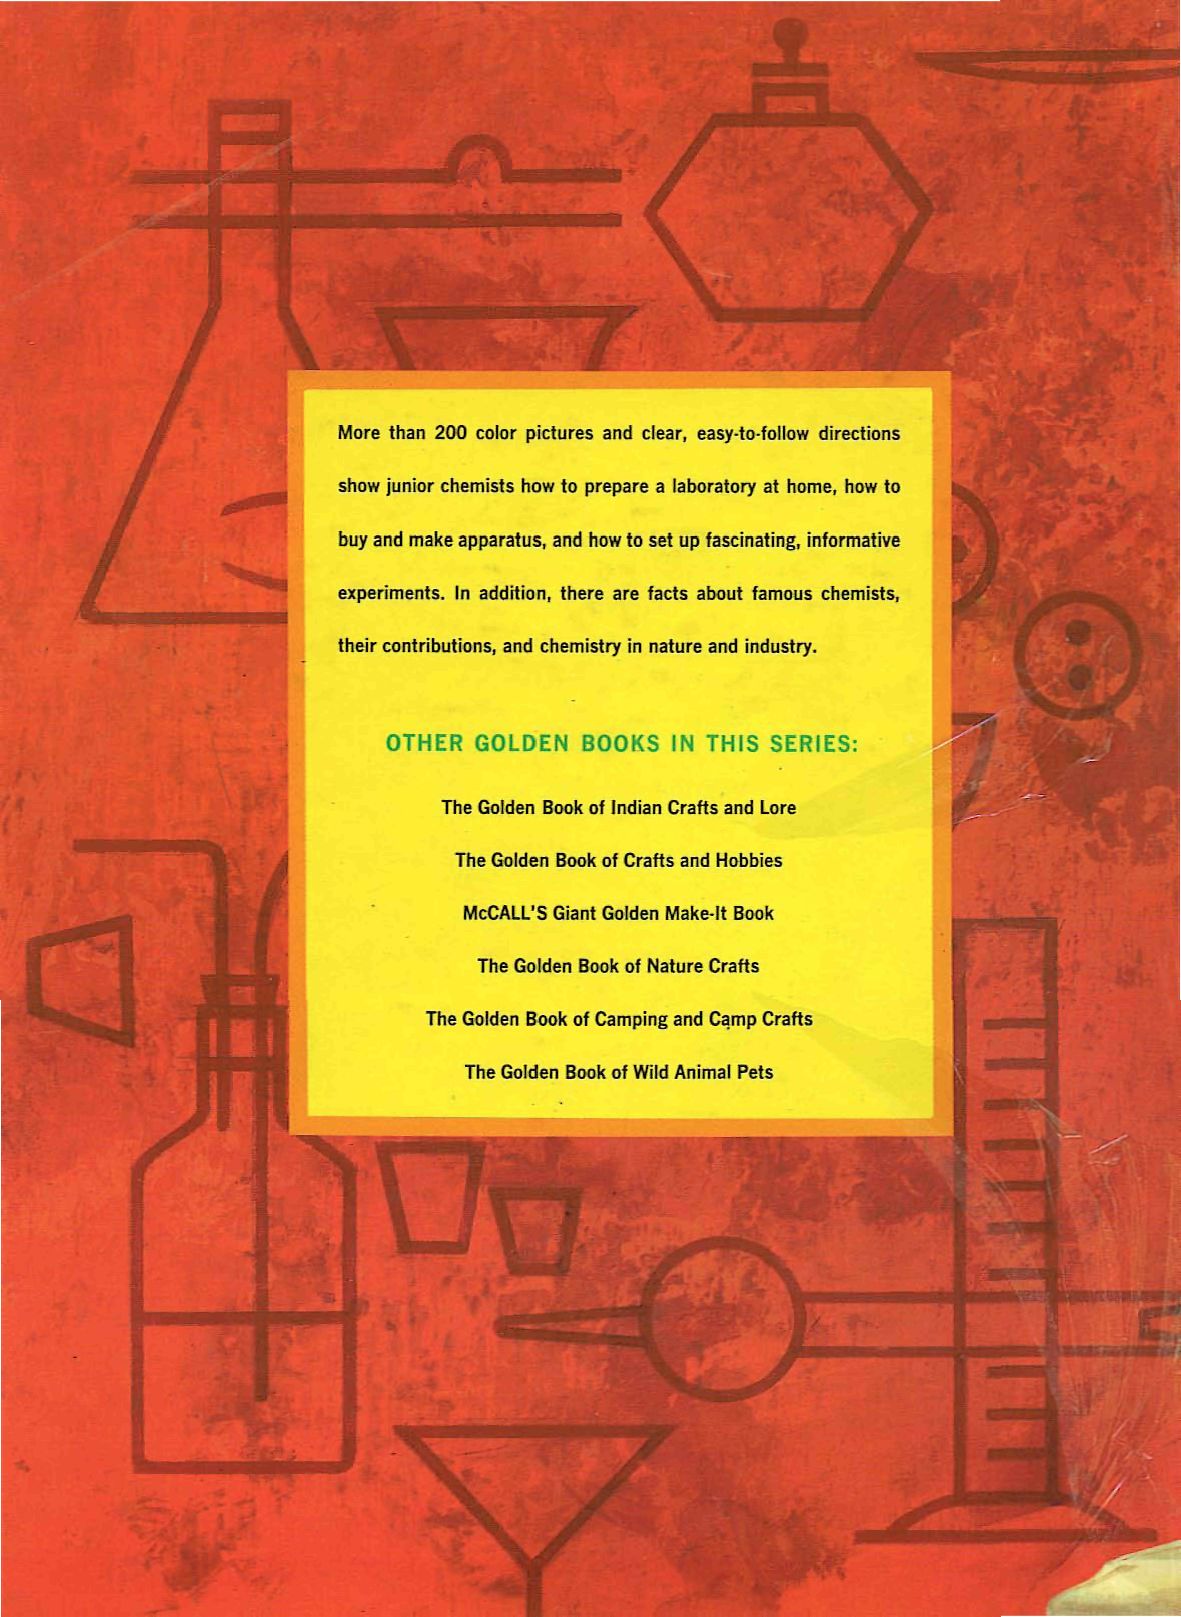 More than 200 color pictures and clear, easy-to-follow directions
show junior chemists how to prepare a laboratory at home, how to
buy and make apparatus, and how to set up fascinating, informative
experiments. In addition, there are facts about famous chemists,
their contributions, and chemistry in nature and industry.
OTHER GOLDEN BOOKS IN THIS SERIES:
The Golden Book of Indian Crafts and Lore
The Golden Book of Crafts and Hobbies
McCALL'S Giant Golden Make-It Book
The Golden Book of Nature Crafts
The Golden Book of Camping and Camp Crafts
The Golden Book of Wild Animal Pets